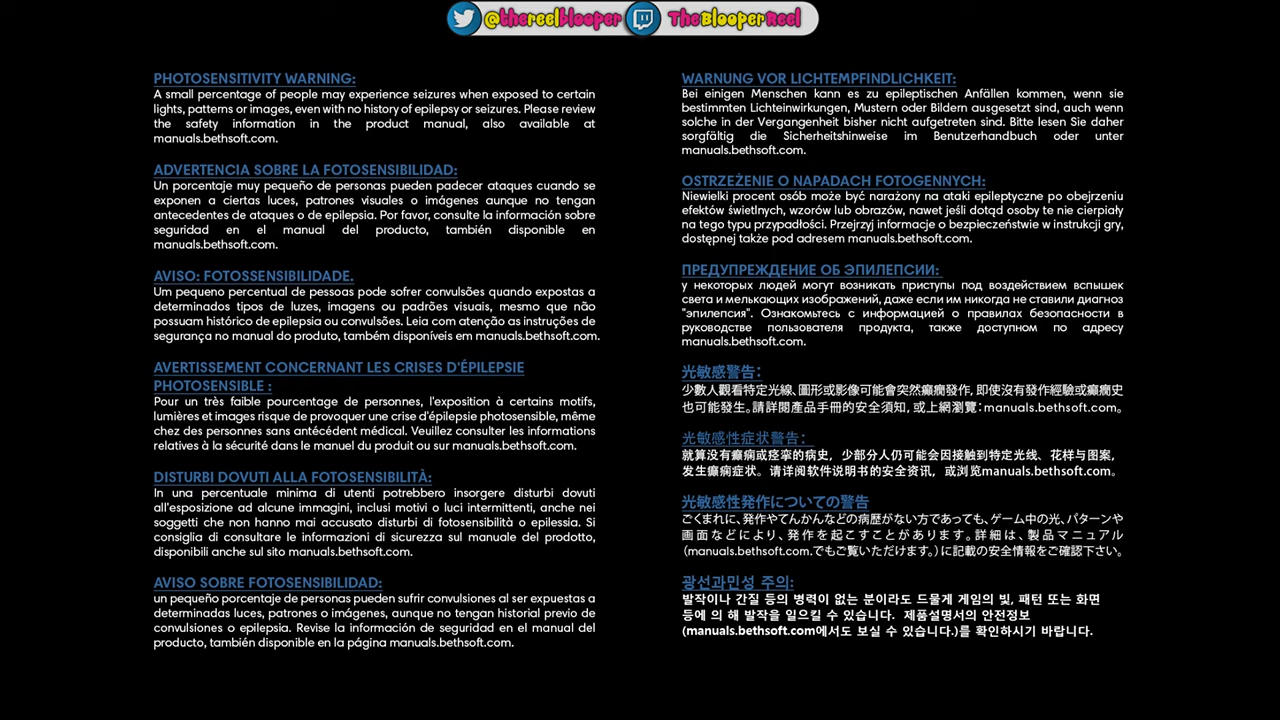 @thereelblooper TheBlooperReel
PHOTOSENSITIVITY WARNING:
A small percentage of people may experience seizures when exposed to certain
lights, patterns or images, even with no history of epilepsy or seizures. Please review
the safety information in the product manual, also available at
manuals.bethsoft.com.
ADVERTENCIA SOBRE LA FOTOSENSIBILIDAD:
Un porcentaje muy pequeño de personas pueden padecer ataques cuando se
exponen a ciertas luces, patrones visuales o imágenes aunque no tengan
antecedentes de ataques o de epilepsia. Por favor, consulte la información sobre
seguridad en el manual del producto, también disponible en
manuals.bethsoft.com.
AVISO: FOTOSSENSIBILIDADE.
Um pequeno percentual de pessoas pode sofrer convulsões quando expostas a
determinados tipos de luzes, imagens ou padrões visuais, mesmo que não
possuam histórico de epilepsia ou convulsões. Leia com atenção as instruções de
segurança no manual do produto, também disponíveis em manuals.bethsoft.com.
AVERTISSEMENT CONCERNANT LES CRISES D'ÉPILEPSIE
PHOTOSENSIBLE :
Pour un très faible pourcentage de personnes, l'exposition à certains motifs,
lumières et images risque de provoquer une crise d'épilepsie photosensible, même
chez des personnes sans antécédent médical. Veuillez consulter les informations
relatives à la sécurité dans le manuel du produit ou sur manuals.bethsoft.com.
DISTURBI DOVUTI ALLA FOTOSENSIBILITÀ:
In una percentuale minima di utenti potrebbero insorgere disturbi dovuti
all'esposizione ad alcune immagini, inclusi motivi o luci intermittenti, anche nei
soggetti che non hanno mai accusato disturbi di fotosensibilità o epilessia. Si
consiglia di consultare le informazioni di sicurezza sul manuale del prodotto,
disponibili anche sul sito manuals.bethsoft.com.
AVISO SOBRE FOTOSENSIBILIDAD:
un pequeño porcentaje de personas pueden sufrir convulsiones al ser expuestas a
determinadas luces, patrones o imágenes, aunque no tengan historial previo de
convulsiones o epilepsia. Revise la información de seguridad en el manual del
producto, también disponible en la página manuals.bethsoft.com.
WARNUNG VOR LICHTEMPFINDLICHKEIT:
Bei einigen Menschen kann es zu epileptischen Anfällen kommen, wenn sie
bestimmten Lichteinwirkungen, Mustern oder Bildern ausgesetzt sind, auch wenn
solche in der Vergangenheit bisher nicht aufgetreten sind. Bitte lesen Sie daher
sorgfältig die Sicherheitshinweise im Benutzerhandbuch oder unter
manuals.bethsoft.com.
OSTRZEŻENIE O NAPADACH FOTOGENNYCH:
Niewielki procent osób może być narażony na ataki epileptyczne po obejrzeniu
efektów świetlnych, wzorów lub obrazów, nawet jeśli dotąd osoby te nie cierpiały
na tego typu przypadłości. Przejrzyj informacje o bezpieczeństwie w instrukcji gry,
dostępnej także pod adresem manuals.bethsoft.com.
ПРЕДУПРЕЖДЕНИЕ ОБ ЭПИЛЕПСИИ:
у некоторых людей могут возникать приступы под воздействием вспышек
света и мелькающих изображений, даже если им никогда не ставили диагноз
"эпилепсия". Ознакомьтесь с информацией о правилах безопасности в
руководстве пользователя продукта, также доступном по адресу
manuals.bethsoft.com.
光敏感警告：
少數人觀看特定光線、圖形或影像可能會突然癲癇發作，即使沒有發作經驗或癲癇史
也可能發生。請詳閱產品手冊的安全須知，或上網瀏覽：manuals.bethsoft.com。
光敏感性症状警告：
就算没有癫痫或痉挛的病史，少部分人仍可能会因接触到特定光线、花样与图案，
发生癫痫症状。请详阅软件说明书的安全资讯，或浏览manuals.bethsoft.com。
光敏感性発作についての警告
ごくまれに、発作やてんかんなどの病歴がない方であっても、ゲーム中の光、パターンや
画面などにより、発作を起こすことがあります。詳細は、製品マニュアル
（manuals.bethsoft.com.でもご覧いただけます。）に記載の安全情報をご確認下さい。
광선과민성 주의:
발작이나 간질 등의 병력이 없는 분이라도 드물게 게임의 빛, 패턴 또는 화면
등에 의 해 발작을 일으킬 수 있습니다. 제품설명서의 안전정보
(manuals.bethsoft.com에서도 보실 수 있습니다.)를 확인하시기 바랍니다.